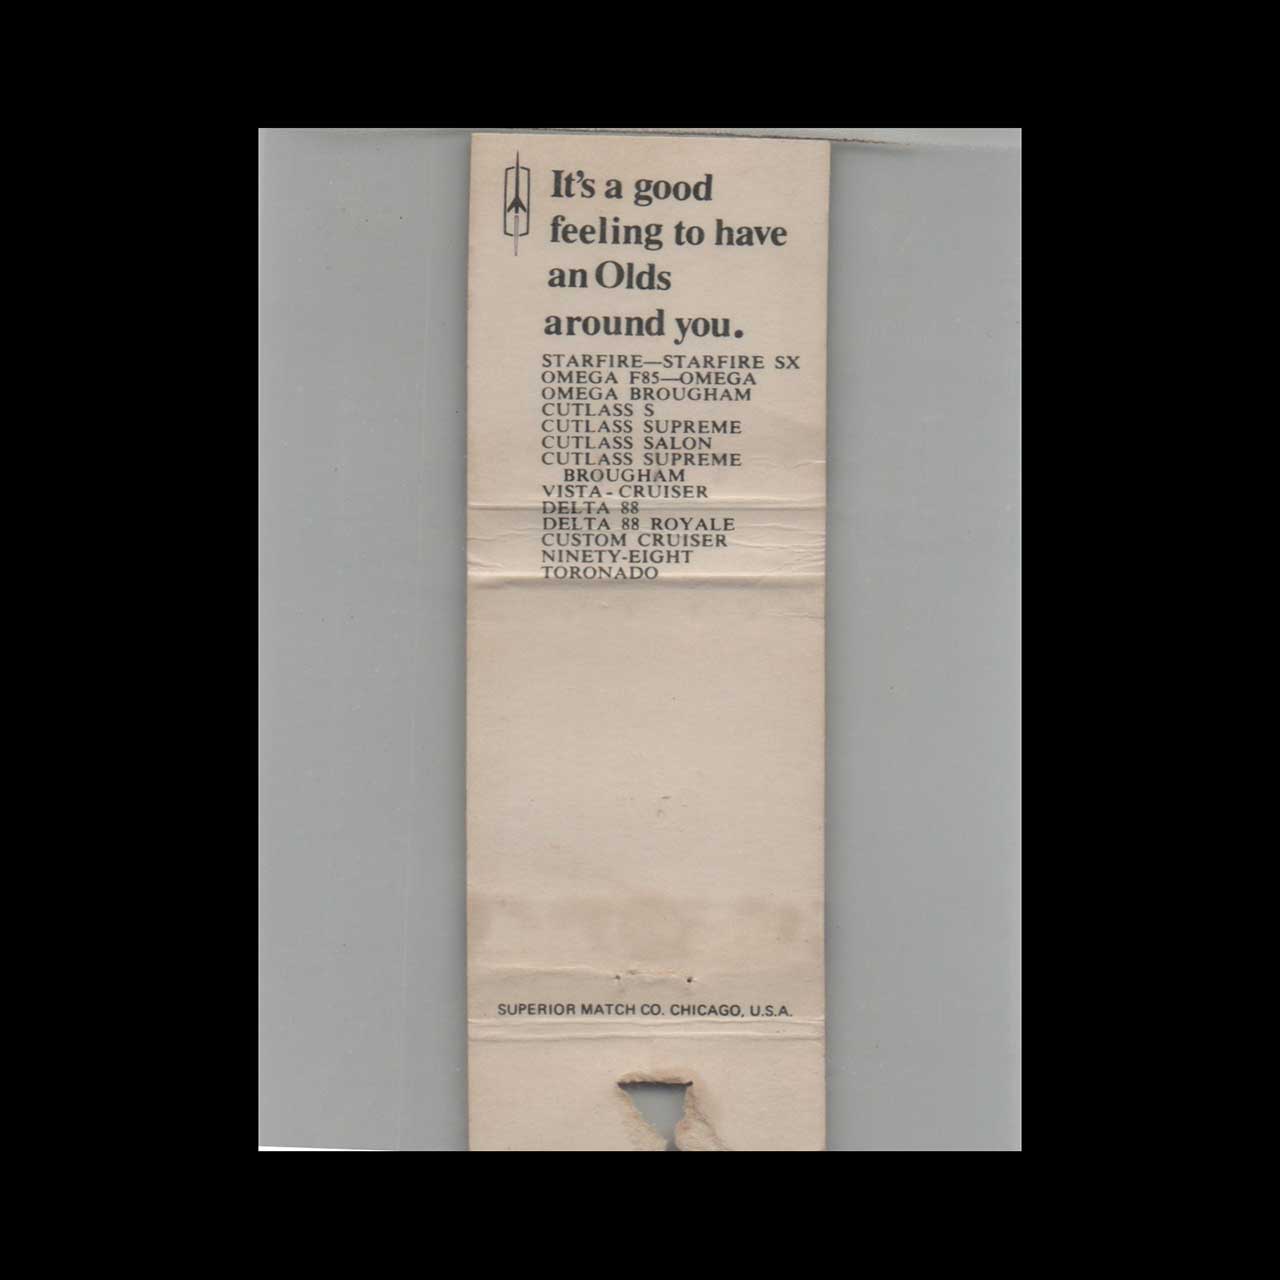 It's a good
feeling to have
an Olds
around you.
STARFIRE—STARFIRE SX
OMEGA F85—OMEGA
OMEGA BROUGHAM
CUTLASS S
CUTLASS SUPREME
CUTLASS SALON
CUTLASS SUPREME
BROUGHAM
VISTA-CRUISER
DELTA 88
DELTA 88 ROYALE
CUSTOM CRUISER
NINETY-EIGHT
TORONADO
SUPERIOR MATCH CO. CHICAGO, U.S.A.